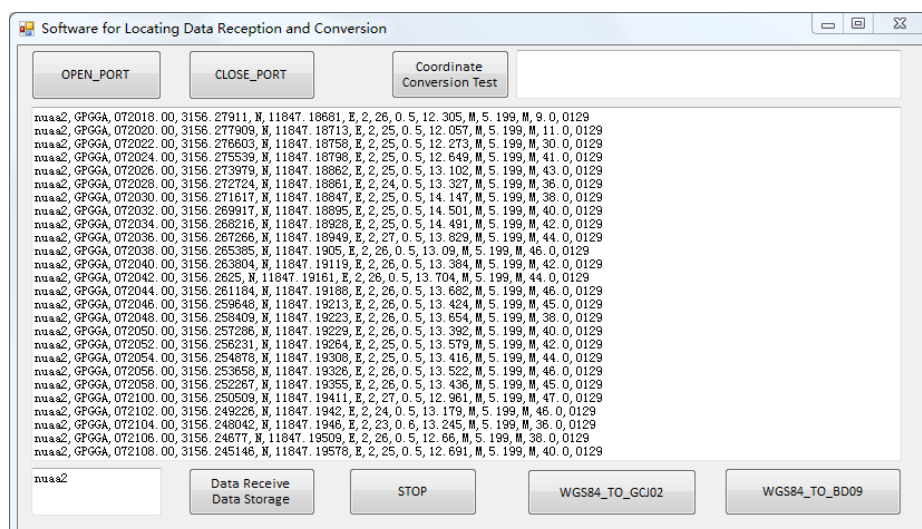 Software for Locating Data Reception and Conversion
OPEN_PORT
CLOSE_PORT
Coordinate
Conversion Test
nuaa2, GPGGA, 072018.00, 3156.27911, N, 11847.18681, E, 2, 26, 0.5, 12.305, M, 5.199, M, 9.0, 0129
nuaa2, GPGGA, 072020.00, 3156.277909, N, 11847.18713, E, 2, 25, 0.5, 12.057, M, 5.199, M, 11.0, 0129
nuaa2, GPGGA, 072022.00, 3156.276603, N, 11847.18758, E, 2, 25, 0.5, 12.273, M, 5.199, M, 30.0, 0129
nuaa2, GPGGA, 072024.00, 3156.275539, N, 11847.18798, E, 2, 25, 0.5, 12.649, M, 5.199, M, 41.0, 0129
nuaa2, GPGGA, 072026.00, 3156.273979, N, 11847.18862, E, 2, 25, 0.5, 13.102, M, 5.199, M, 43.0, 0129
nuaa2, GPGGA, 072028.00, 3156.272724, N, 11847.18861, E, 2, 24, 0.5, 13.327, M, 5.199, M, 36.0, 0129
nuaa2, GPGGA, 072030.00, 3156.271617, N, 11847.18847, E, 2, 25, 0.5, 14.147, M, 5.199, M, 38.0, 0129
nuaa2, GPGGA, 072032.00, 3156.269917, N, 11847.18895, E, 2, 25, 0.5, 14.501, M, 5.199, M, 40.0, 0129
nuaa2, GPGGA, 072034.00, 3156.268216, N, 11847.18928, E, 2, 25, 0.5, 14.491, M, 5.199, M, 42.0, 0129
nuaa2, GPGGA, 072036.00, 3156.267266, N, 11847.18949, E, 2, 27, 0.5, 13.829, M, 5.199, M, 44.0, 0129
nuaa2, GPGGA, 072038.00, 3156.265385, N, 11847.1905, E, 2, 26, 0.5, 13.09, M, 5.199, M, 46.0, 0129
nuaa2, GPGGA, 072040.00, 3156.263804, N, 11847.19119, E, 2, 26, 0.5, 13.384, M, 5.199, M, 42.0, 0129
nuaa2, GPGGA, 072042.00, 3156.2625, N, 11847.19161, E, 2, 26, 0.5, 13.704, M, 5.199, M, 44.0, 0129
nuaa2, GPGGA, 072044.00, 3156.261184, N, 11847.19188, E, 2, 26, 0.5, 13.682, M, 5.199, M, 46.0, 0129
nuaa2, GPGGA, 072046.00, 3156.259648, N, 11847.19213, E, 2, 26, 0.5, 13.424, M, 5.199, M, 45.0, 0129
nuaa2, GPGGA, 072048.00, 3156.258409, N, 11847.19223, E, 2, 26, 0.5, 13.654, M, 5.199, M, 38.0, 0129
nuaa2, GPGGA, 072050.00, 3156.257286, N, 11847.19229, E, 2, 26, 0.5, 13.392, M, 5.199, M, 40.0, 0129
nuaa2, GPGGA, 072052.00, 3156.256231, N, 11847.19264, E, 2, 25, 0.5, 13.579, M, 5.199, M, 42.0, 0129
nuaa2, GPGGA, 072054.00, 3156.254878, N, 11847.19308, E, 2, 25, 0.5, 13.416, M, 5.199, M, 44.0, 0129
nuaa2, GPGGA, 072056.00, 3156.253658, N, 11847.19326, E, 2, 26, 0.5, 13.522, M, 5.199, M, 46.0, 0129
nuaa2, GPGGA, 072058.00, 3156.252267, N, 11847.19355, E, 2, 26, 0.5, 13.436, M, 5.199, M, 45.0, 0129
nuaa2, GPGGA, 072100.00, 3156.250509, N, 11847.19411, E, 2, 27, 0.5, 12.961, M, 5.199, M, 47.0, 0129
nuaa2, GPGGA, 072102.00, 3156.249226, N, 11847.1942, E, 2, 24, 0.5, 13.179, M, 5.199, M, 46.0, 0129
nuaa2, GPGGA, 072104.00, 3156.248042, N, 11847.1946, E, 2, 23, 0.6, 13.245, M, 5.199, M, 36.0, 0129
nuaa2, GPGGA, 072106.00, 3156.24677, N, 11847.19509, E, 2, 26, 0.5, 12.66, M, 5.199, M, 38.0, 0129
nuaa2, GPGGA, 072108.00, 3156.245146, N, 11847.19578, E, 2, 25, 0.5, 12.691, M, 5.199, M, 40.0, 0129
nuaa2
Data Receive
Data Storage
STOP
WGS84_TO_GCJ02
WGS84_TO_BD09